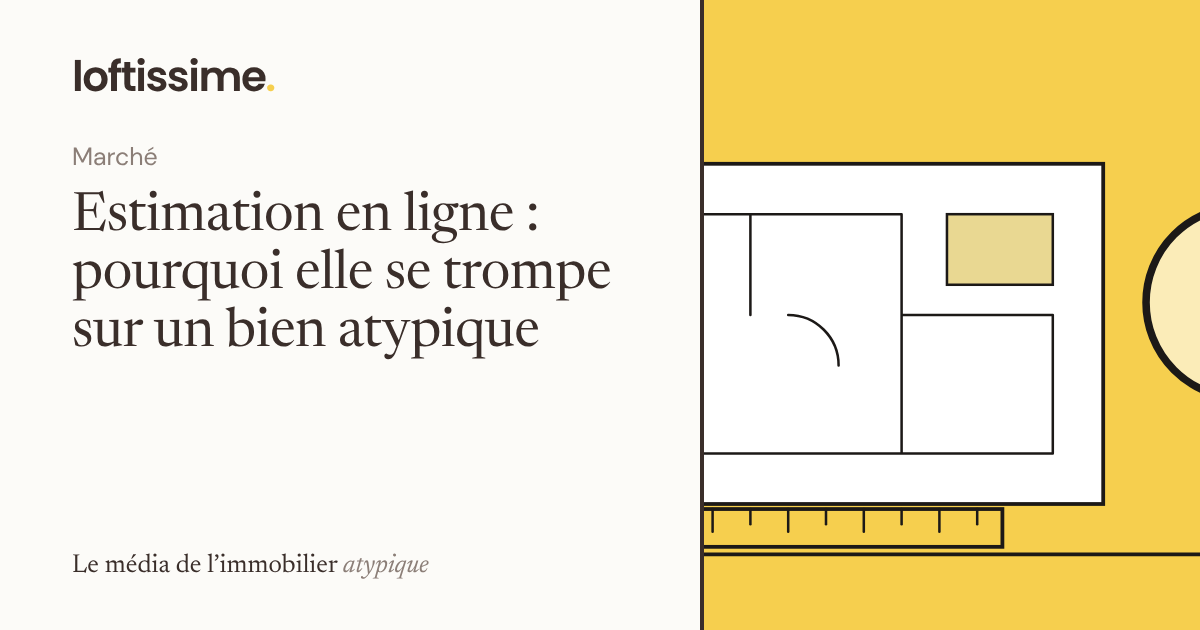 loftissime.
Marché
Estimation en ligne :
pourquoi elle se trompe
sur un bien atypique
Le média de l’immobilier atypique